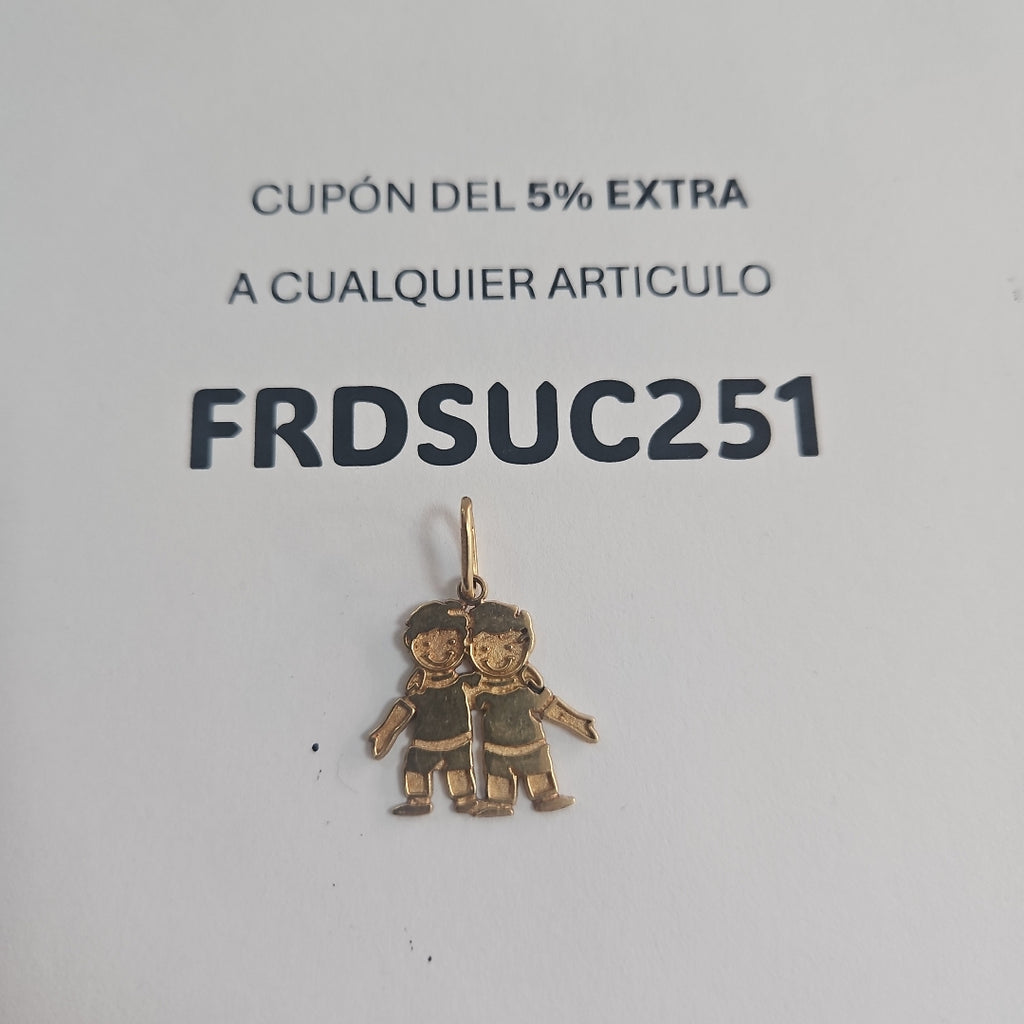 CUPÓN DEL 5% EXTRA
A CUALQUIER ARTICULO
FRDSUC251